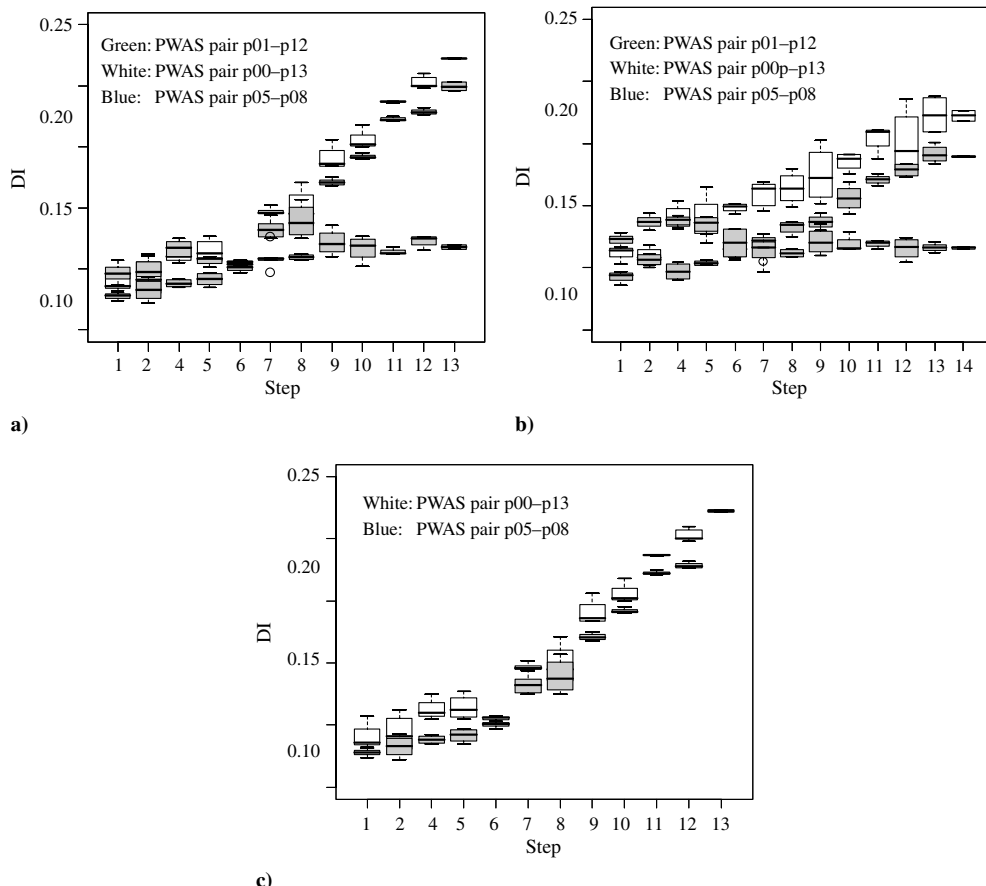 0.25
Green: PWAS pair p01–p12
White: PWAS pair p00–p13
Blue: PWAS pair p05–p08
0.20
DI
0.15
0.10
1 2 4 5 6 7 8 9 10 11 12 13
Step
a)
0.25
Green: PWAS pair p01–p12
White: PWAS pair p00p–p13
Blue: PWAS pair p05–p08
0.20
DI
0.15
0.10
1 2 4 5 6 7 8 9 10 11 12 13 14
Step
b)
0.25
White: PWAS pair p00–p13
Blue: PWAS pair p05–p08
0.20
DI
0.15
0.10
1 2 4 5 6 7 8 9 10 11 12 13
Step
c)